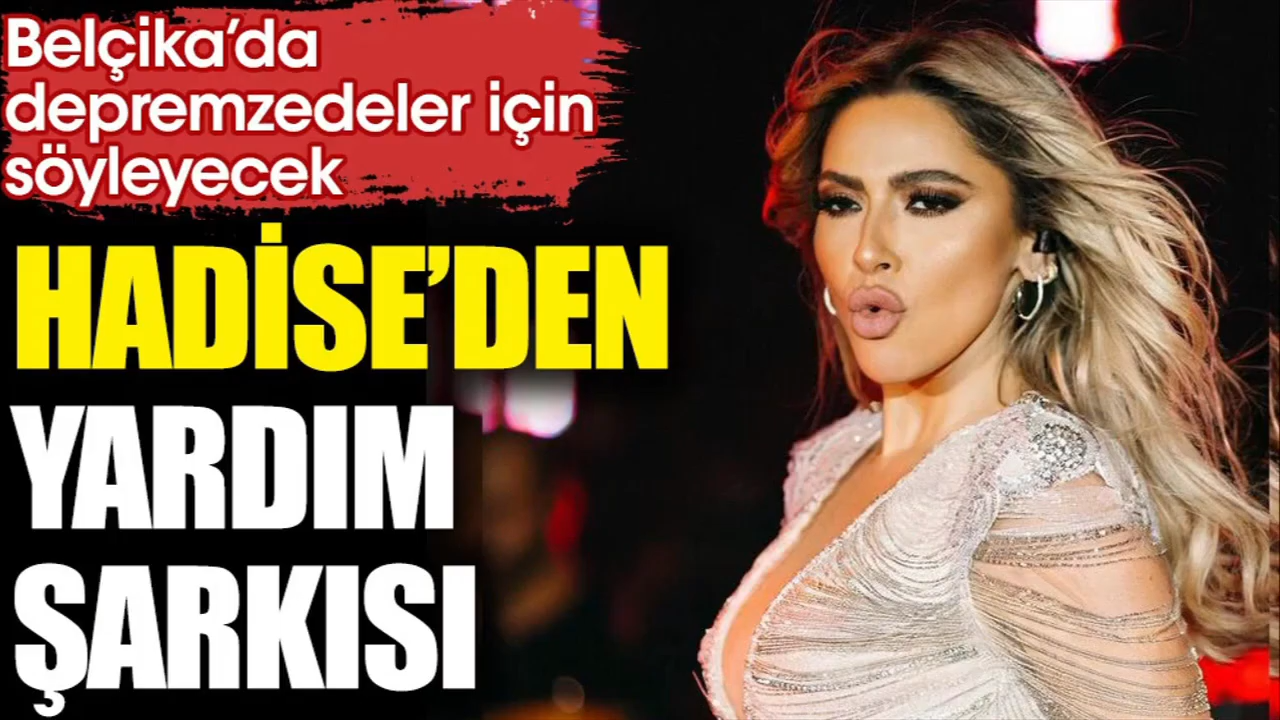 Belçika’da
depremzedeler için
söyleyecek
HADİSE’DEN
YARDIM
ŞARKISI